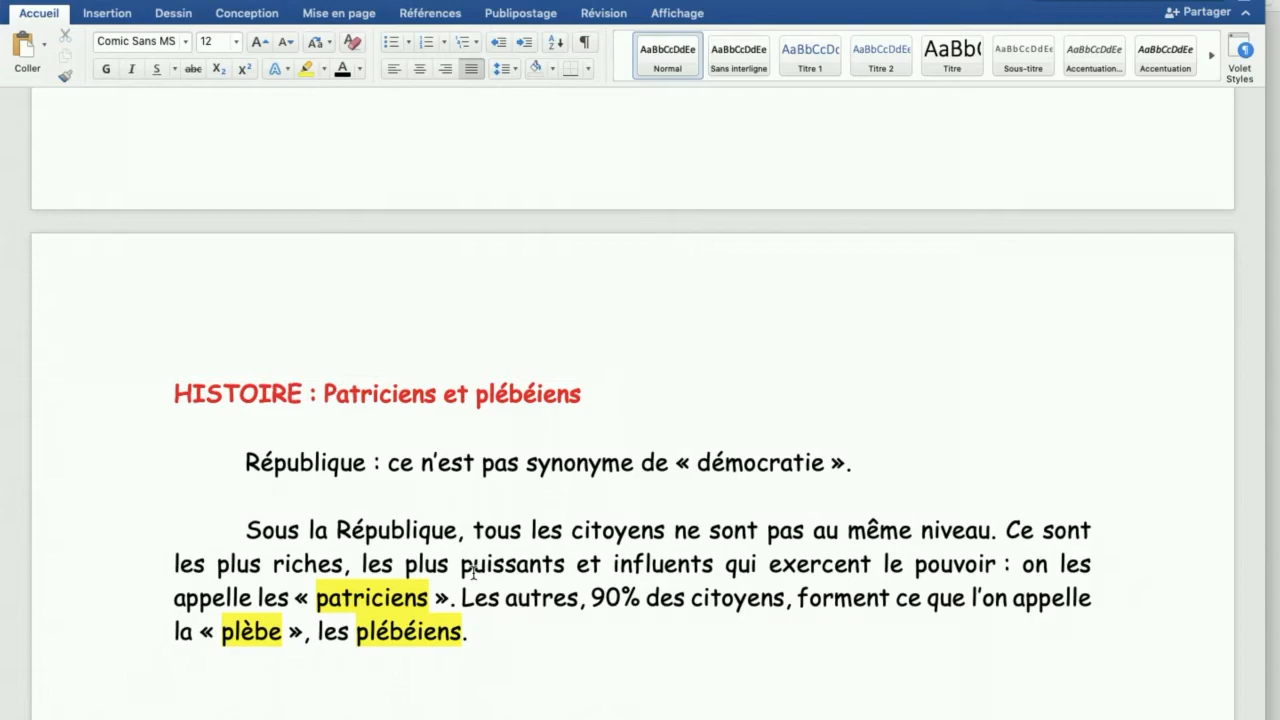 Accueil Insertion Dessin Conception Mise en page Références Publipostage Révision Affichage Partager
Coller
Comic Sans MS 12
G I S abc X₂ X² A A
AaBbCcDdEe AaBbCcDdEe AaBbCcDc AaBbCcDdEe AaBb( AaBbCcDdEe AaBbCcDdEe AaBbCcDdEe
Normal Sans interligne Titre 1 Titre 2 Titre Sous-titre Accentuation... Accentuation
Volet
Styles
HISTOIRE : Patriciens et plébéiens
République : ce n’est pas synonyme de « démocratie ».
Sous la République, tous les citoyens ne sont pas au même niveau. Ce sont
les plus riches, les plus puissants et influents qui exercent le pouvoir : on les
appelle les « patriciens ». Les autres, 90% des citoyens, forment ce que l’on appelle
la « plèbe », les plébéiens.